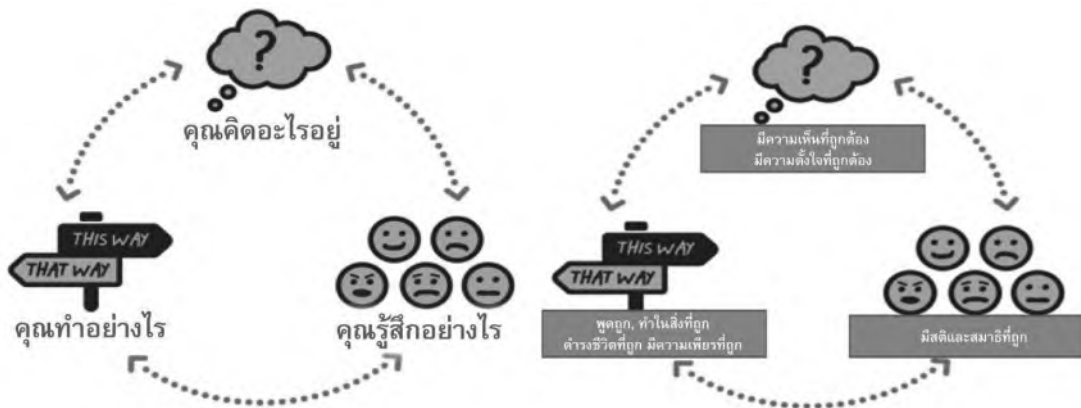 ?
คุณคิดอะไรอยู่
THIS WAY
THAT WAY
คุณทำอย่างไร
คุณรู้สึกอย่างไร
?
มีความเห็นที่ถูกต้อง
มีความตั้งใจที่ถูกต้อง
THIS WAY
THAT WAY
พูดถูก, ทำในสิ่งที่ถูก
ดำรงชีวิตที่ถูก มีความเพียรที่ถูก
มีสติและสมาธิที่ถูก